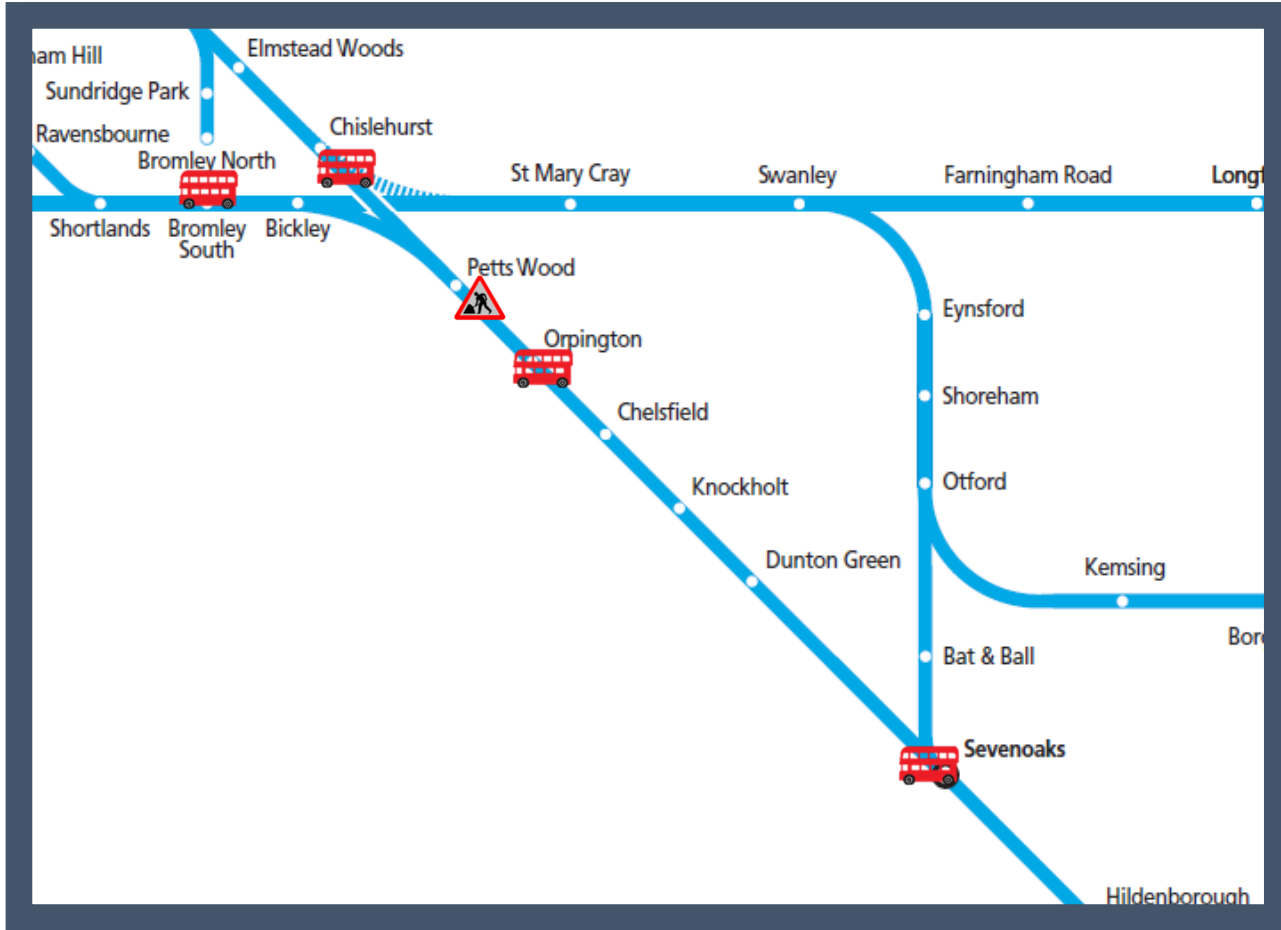 Elmstead Woods
Hill
Sundridge Park
Chislehurst
Ravensbourne
Bromley North
St Mary Cray
Swanley
Farningham Road
Shortlands
Bromley
South
Bickley
Petts Wood
Eynsford
Orpington
Shoreham
Chelsfield
Otford
Knockholt
Dunton Green
Kemsing
Bat & Ball
Sevenoaks
Hildenborough